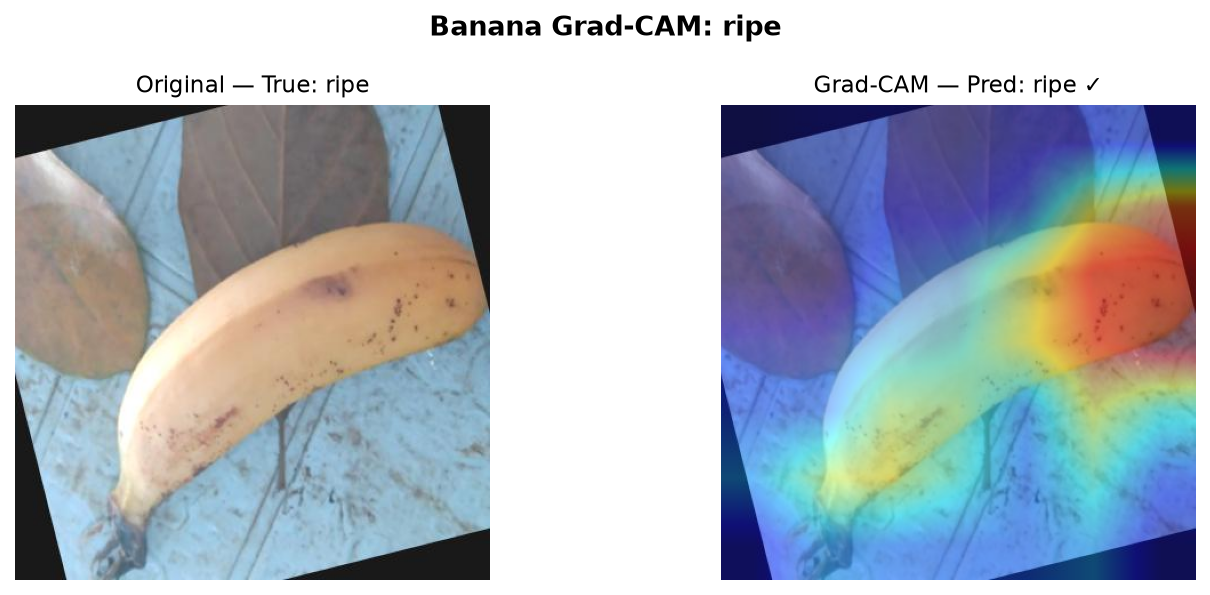 Banana Grad-CAM: ripe
Original — True: ripe
Grad-CAM — Pred: ripe ✓